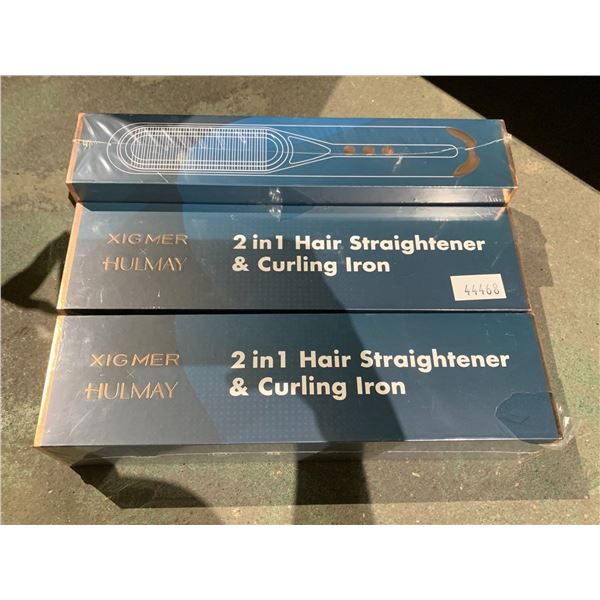 XIGMER
×
HULMAY
2 in 1 Hair Straightener
& Curling Iron
44468
XIGMER
×
HULMAY
2 in 1 Hair Straightener
& Curling Iron